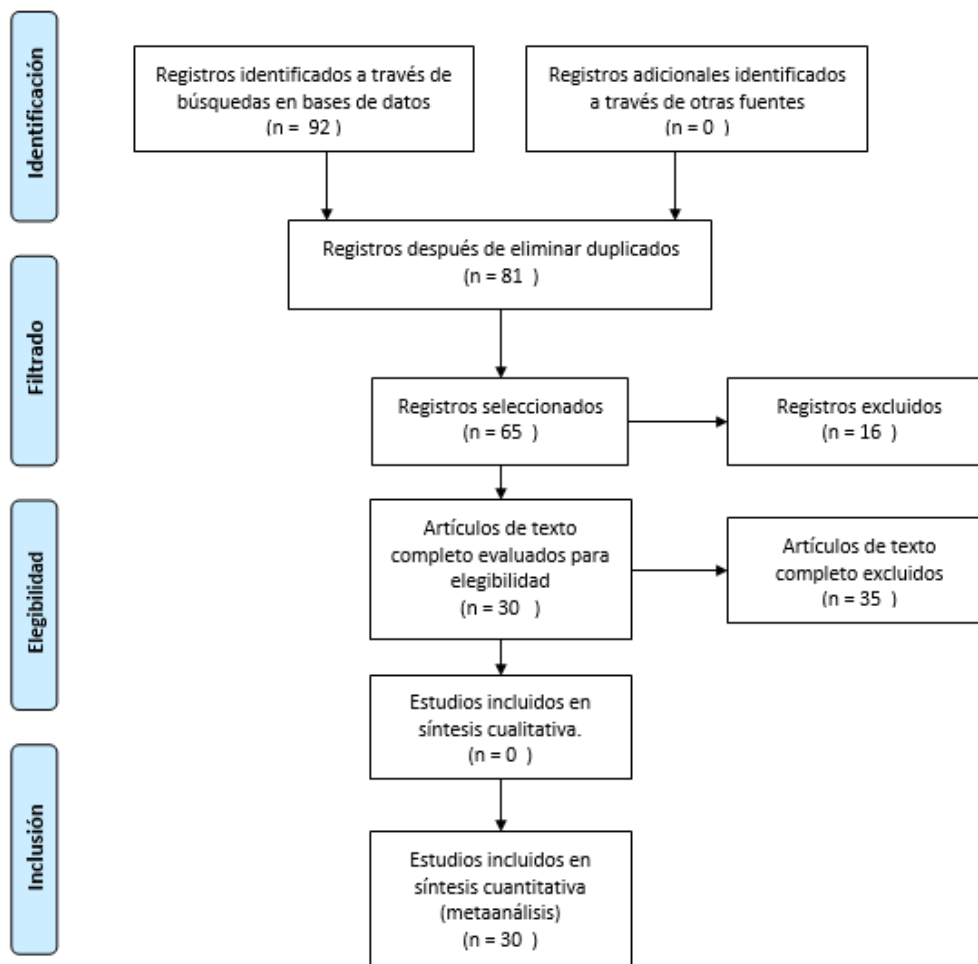 Identificación
Registros identificados a través de
búsquedas en bases de datos
(n = 92 )
Registros adicionales identificados
a través de otras fuentes
(n = 0 )
Filtrado
Registros después de eliminar duplicados
(n = 81 )
Registros seleccionados
(n = 65 )
Registros excluidos
(n = 16 )
Elegibilidad
Artículos de texto
completo evaluados para
elegibilidad
(n = 30 )
Artículos de texto
completo excluidos
(n = 35 )
Estudios incluidos en
síntesis cualitativa.
(n = 0 )
Inclusión
Estudios incluidos en
síntesis cuantitativa
(metaanálisis)
(n = 30 )